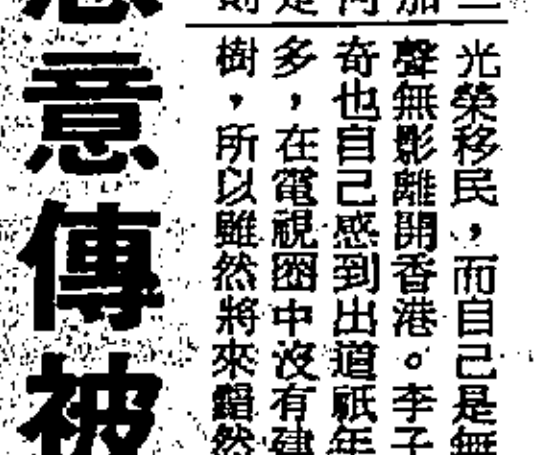 光榮移民，而自己是無
聲無影離開香港。李子
奇也自己感到出道祇年
多，在電視圈中沒有建
樹，所以雖然將來黯然
意傳被